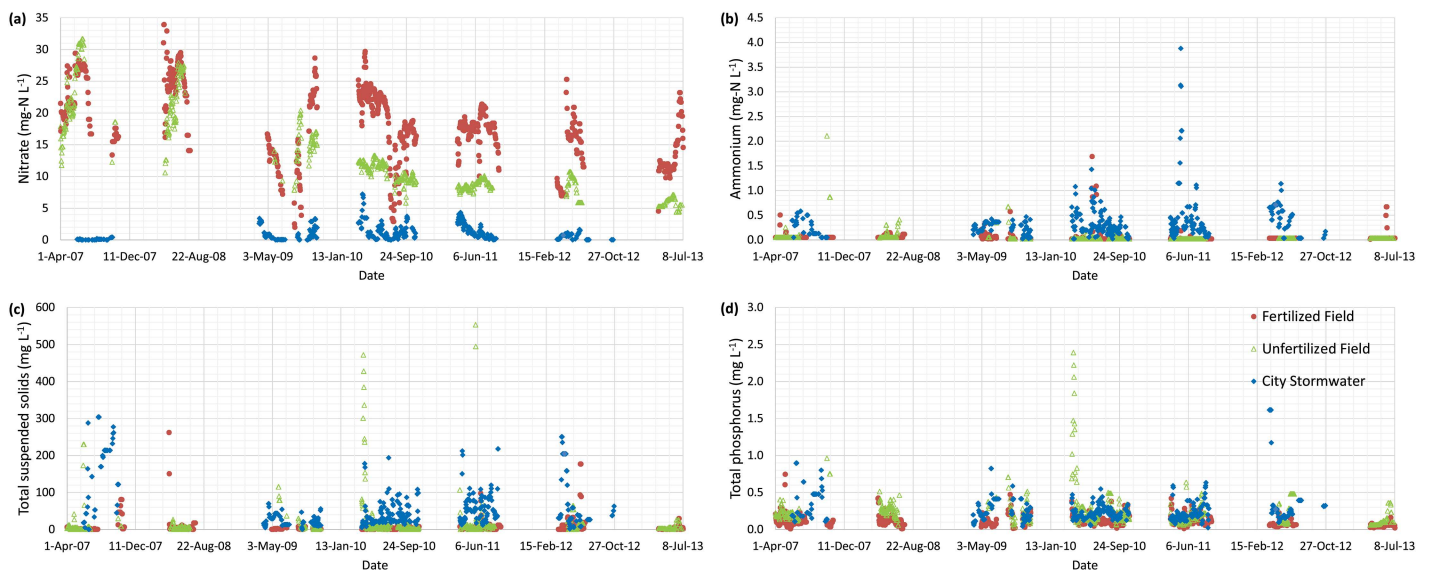 (a)
Nitrate (mg-N L-1)
35
30
25
20
15
10
5
0
1-Apr-07 11-Dec-07 22-Aug-08 3-May-09 13-Jan-10 24-Sep-10 6-Jun-11 15-Feb-12 27-Oct-12 8-Jul-13
Date
(b)
Ammonium (mg-N L-1)
4.5
4.0
3.5
3.0
2.5
2.0
1.5
1.0
0.5
0.0
1-Apr-07 11-Dec-07 22-Aug-08 3-May-09 13-Jan-10 24-Sep-10 6-Jun-11 15-Feb-12 27-Oct-12 8-Jul-13
Date
(c)
Total suspended solids (mg L-1)
600
500
400
300
200
100
0
1-Apr-07 11-Dec-07 22-Aug-08 3-May-09 13-Jan-10 24-Sep-10 6-Jun-11 15-Feb-12 27-Oct-12 8-Jul-13
Date
(d)
Total phosphorus (mg L-1)
3.0
2.5
2.0
1.5
1.0
0.5
0.0
1-Apr-07 11-Dec-07 22-Aug-08 3-May-09 13-Jan-10 24-Sep-10 6-Jun-11 15-Feb-12 27-Oct-12 8-Jul-13
Date
Fertilized Field
Unfertilized Field
City Stormwater